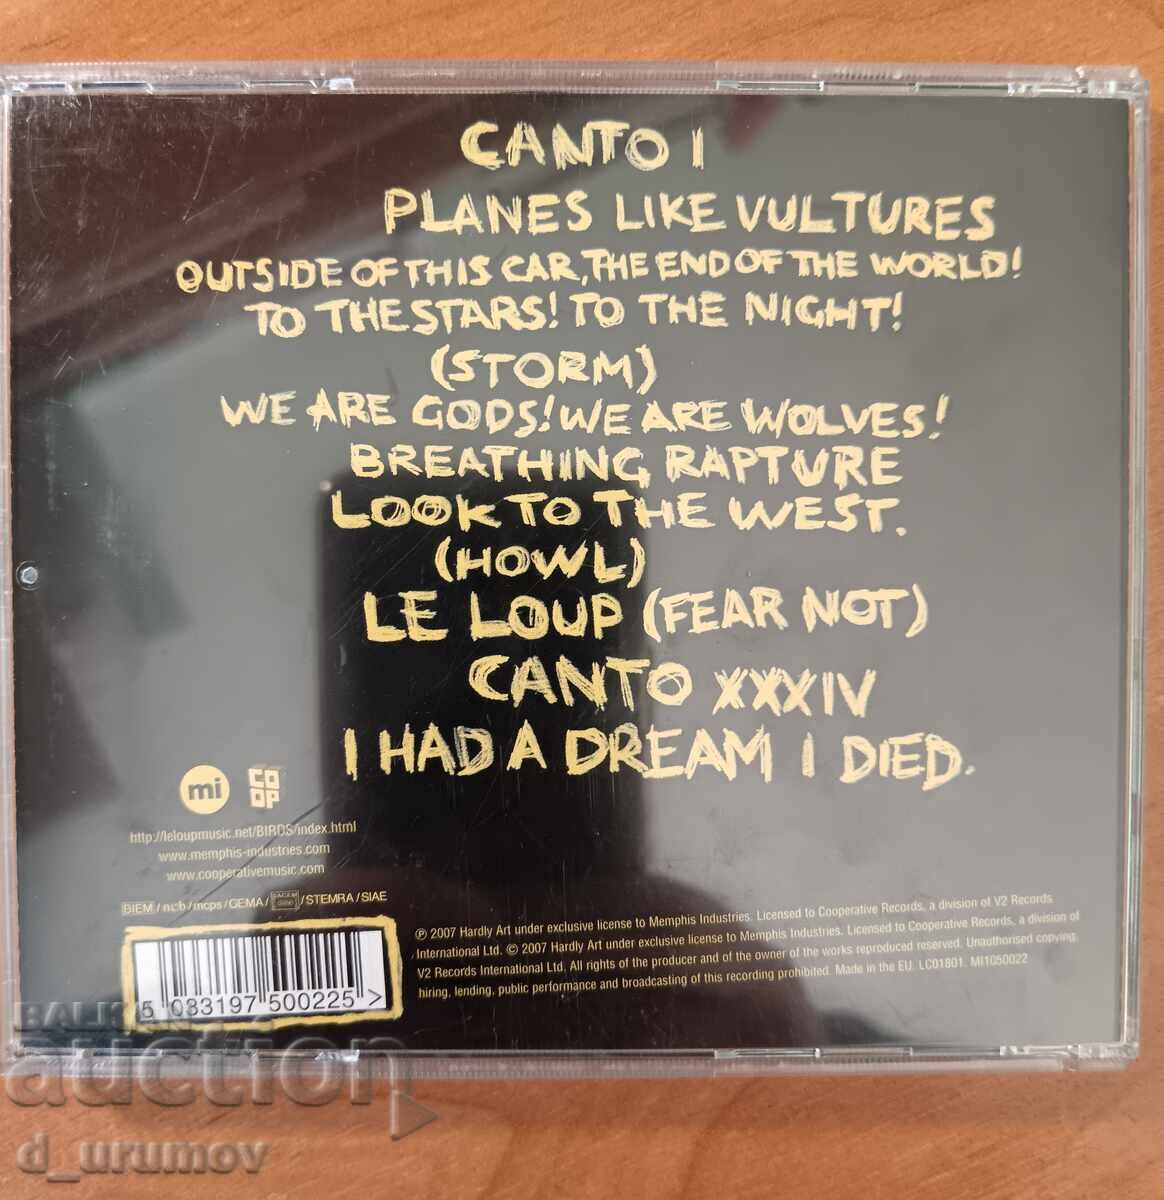 CANTO I
PLANES LIKE VULTURES
OUTSIDE OF THIS CAR, THE END OF THE WORLD!
TO THE STARS! TO THE NIGHT!
(STORM)
WE ARE GODS! WE ARE WOLVES!
BREATHING RAPTURE
LOOK TO THE WEST.
(HOWL)
LE LOUP (FEAR NOT)
CANTO XXXIV
I HAD A DREAM I DIED.
mi
CO
OP
http://leloupmusic.net/BIRDS/index.html
www.memphis-industries.com
www.cooperativemusic.com
BIEM / ncb / mcps / GEMA / SACEM / STEMRA / SIAE
℗ 2007 Hardly Art under exclusive license to Memphis Industries. Licensed to Cooperative Records, a division of V2 Records
International Ltd. © 2007 Hardly Art under exclusive license to Memphis Industries. Licensed to Cooperative Records, a division of
V2 Records International Ltd. All rights of the producer and of the owner of the works reproduced reserved. Unauthorised copying,
hiring, lending, public performance and broadcasting of this recording prohibited. Made in the EU. LC01801. MI1050022
5 033197 500225 >
BALKAN
auction
d_urumov